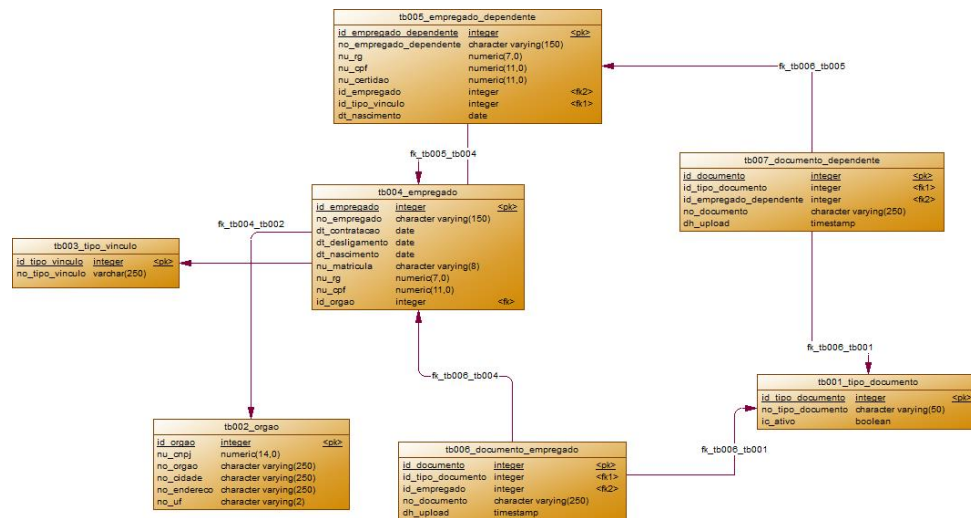 tb005_empregado_dependente
id_empregado_dependente integer <pk>
no_empregado_dependente character varying(150)
nu_rg numeric(7,0)
nu_cpf numeric(11,0)
nu_certidao numeric(11,0)
id_empregado integer <fk2>
id_tipo_vinculo integer <fk1>
dt_nascimento date
fk_tb006_tb005
fk_tb005_tb004
tb007_documento_dependente
id_documento integer <pk>
id_tipo_documento integer <fk1>
id_empregado_dependente integer <fk2>
no_documento character varying(250)
dh_upload timestamp
tb004_empregado
id_empregado integer <pk>
no_empregado character varying(150)
dt_contratacao date
dt_desligamento date
dt_nascimento date
nu_matricula character varying(8)
nu_rg numeric(7,0)
nu_cpf numeric(11,0)
id_orgao integer <fk>
fk_tb004_tb002
tb003_tipo_vinculo
id_tipo_vinculo integer <pk>
no_tipo_vinculo varchar(250)
fk_tb006_tb001
fk_tb006_tb004
tb001_tipo_documento
id_tipo_documento integer <pk>
no_tipo_documento character varying(50)
ic_ativo boolean
tb002_orgao
id_orgao integer <pk>
nu_cnpj numeric(14,0)
no_orgao character varying(250)
no_cidade character varying(250)
no_endereco character varying(250)
no_uf character varying(2)
tb006_documento_empregado
id_documento integer <pk>
id_tipo_documento integer <fk1>
id_empregado integer <fk2>
no_documento character varying(250)
dh_upload timestamp
fk_tb006_tb001